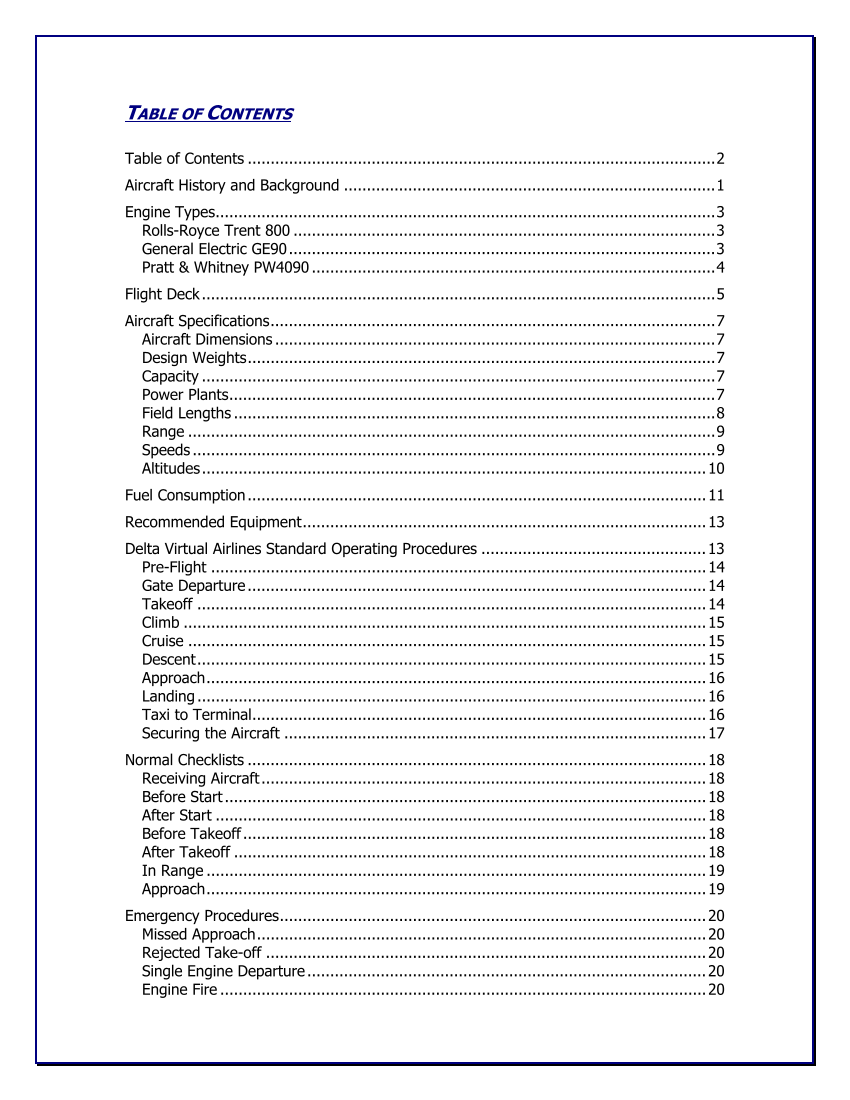 TABLE OF CONTENTS
Table of Contents ....................................................................................................2
Aircraft History and Background ................................................................................1
Engine Types............................................................................................................3
Rolls-Royce Trent 800 ..........................................................................................3
General Electric GE90...........................................................................................3
Pratt & Whitney PW4090......................................................................................4
Flight Deck...............................................................................................................5
Aircraft Specifications................................................................................................7
Aircraft Dimensions ..............................................................................................7
Design Weights....................................................................................................7
Capacity ..............................................................................................................7
Power Plants........................................................................................................7
Field Lengths .......................................................................................................8
Range .................................................................................................................9
Speeds................................................................................................................9
Altitudes............................................................................................................10
Fuel Consumption ..................................................................................................11
Recommended Equipment......................................................................................13
Delta Virtual Airlines Standard Operating Procedures ................................................13
Pre-Flight ..........................................................................................................14
Gate Departure..................................................................................................14
Takeoff .............................................................................................................14
Climb ................................................................................................................15
Cruise ...............................................................................................................15
Descent.............................................................................................................15
Approach...........................................................................................................16
Landing.............................................................................................................16
Taxi to Terminal.................................................................................................16
Securing the Aircraft ..........................................................................................17
Normal Checklists ..................................................................................................18
Receiving Aircraft...............................................................................................18
Before Start.......................................................................................................18
After Start .........................................................................................................18
Before Takeoff...................................................................................................18
After Takeoff .....................................................................................................18
In Range ...........................................................................................................19
Approach...........................................................................................................19
Emergency Procedures...........................................................................................20
Missed Approach................................................................................................20
Rejected Take-off ..............................................................................................20
Single Engine Departure.....................................................................................20
Engine Fire ........................................................................................................20